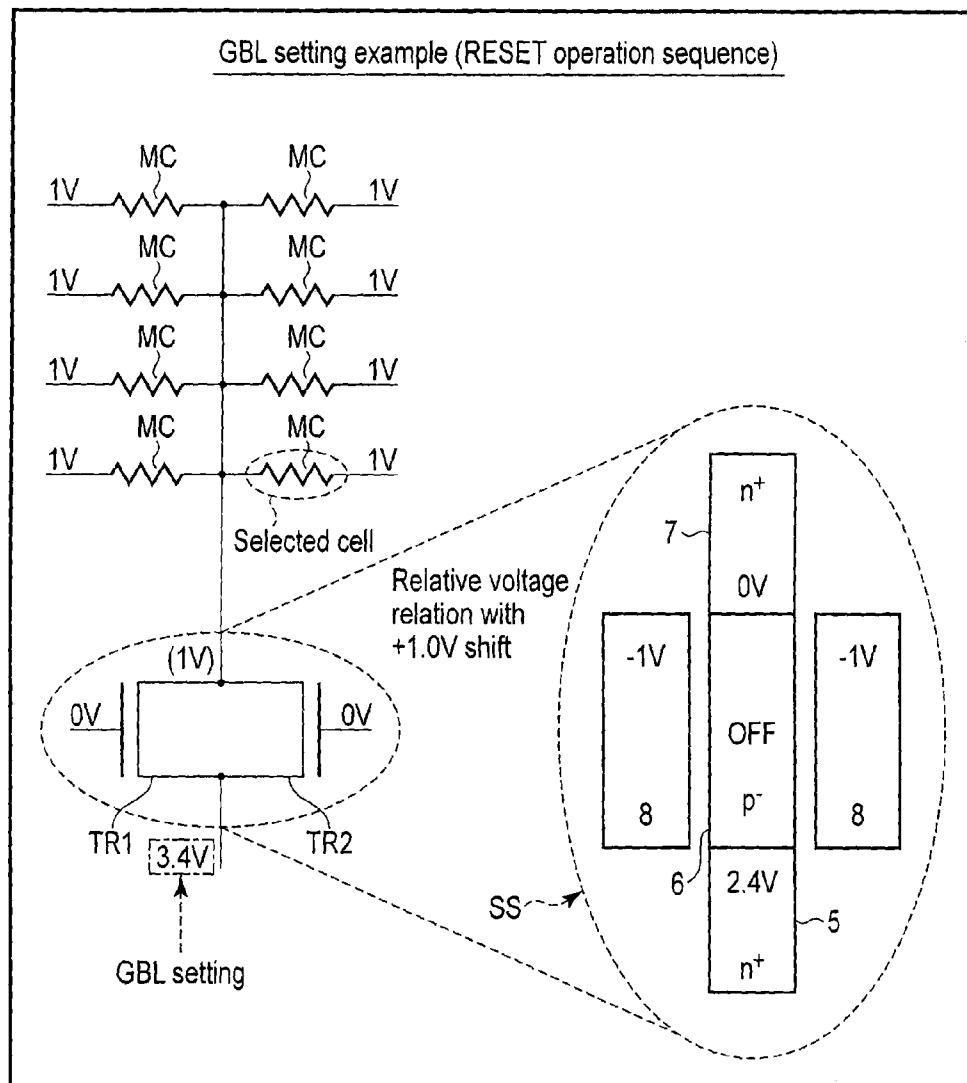 GBL setting example (RESET operation sequence)
MC MC
1V 1V
MC MC
1V 1V
MC MC
1V 1V
MC MC
1V 1V
Selected cell
Relative voltage
relation with
+1.0V shift
(1V)
0V 0V
TR1 TR2
3.4V
GBL setting
n+
7
0V
-1V -1V
OFF
p-
8 8
6
2.4V
SS
5
n+